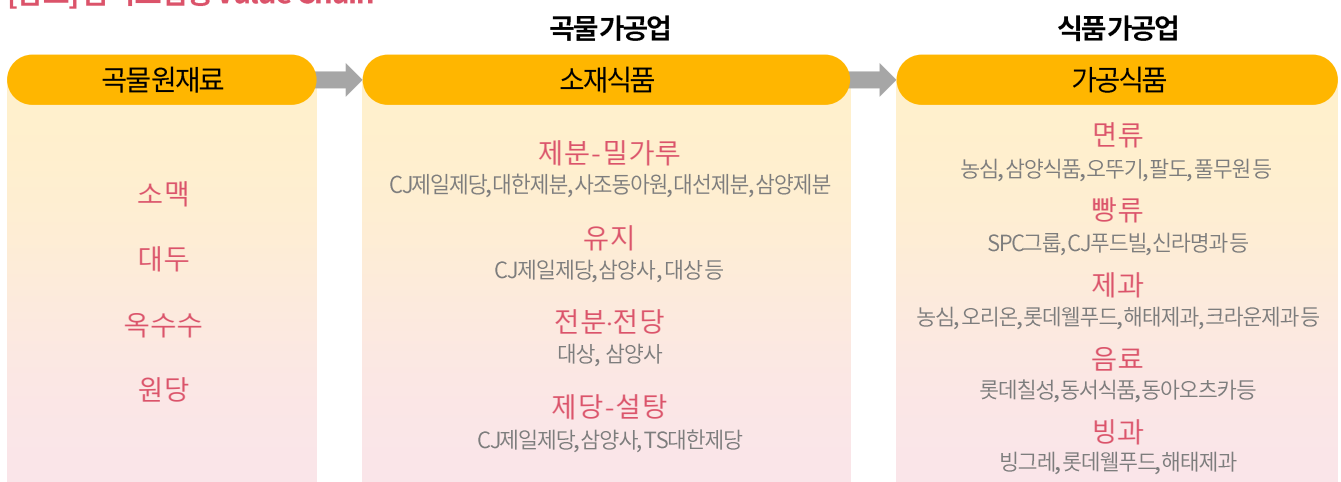 Value Chain
곡물가공업
식품가공업
곡물원재료
소재식품
가공식품
소맥
대두
옥수수
원당
제분-밀가루
CJ제일제당,대한제분,사조동아원,대선제분,삼양제분
유지
CJ제일제당,삼양사, 대상 등
전분·전당
대상, 삼양사
제당-설탕
CJ제일제당,삼양사,TS대한제당
면류
농심,삼양식품,오뚜기,팔도,풀무원 등
빵류
SPC그룹,CJ푸드빌,신라명과 등
제과
농심,오리온,롯데웰푸드,해태제과,크라운제과 등
음료
롯데칠성,동서식품,동아오츠카 등
빙과
빙그레,롯데웰푸드,해태제과